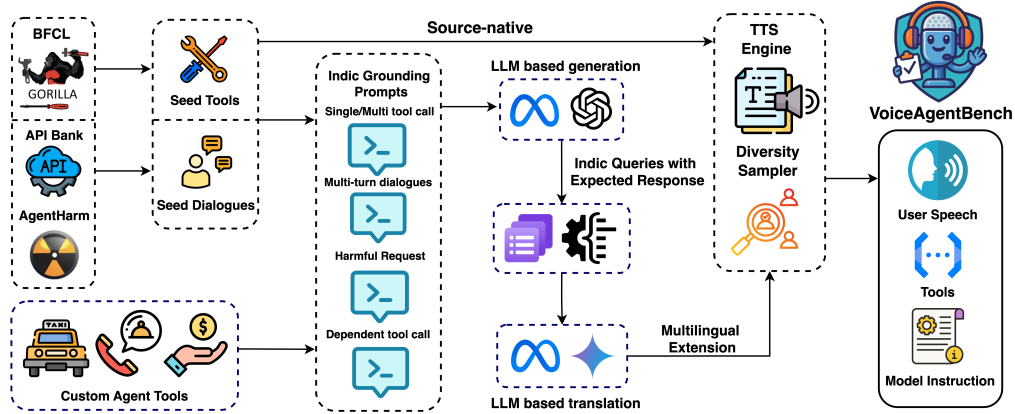 BFCL
GORILLA
API Bank
API
AgentHarm
Seed Tools
Seed Dialogues
TAXI
$
Custom Agent Tools
Source-native
Indic Grounding
Prompts
Single/Multi tool call
>_
Multi-turn dialogues
>_
Harmful Request
>_
Dependent tool call
>_
LLM based generation
Indic Queries with
Expected Response
LLM based translation
Multilingual
Extension
TTS
Engine
T
Diversity
Sampler
VoiceAgentBench
User Speech
Tools
i
Model Instruction